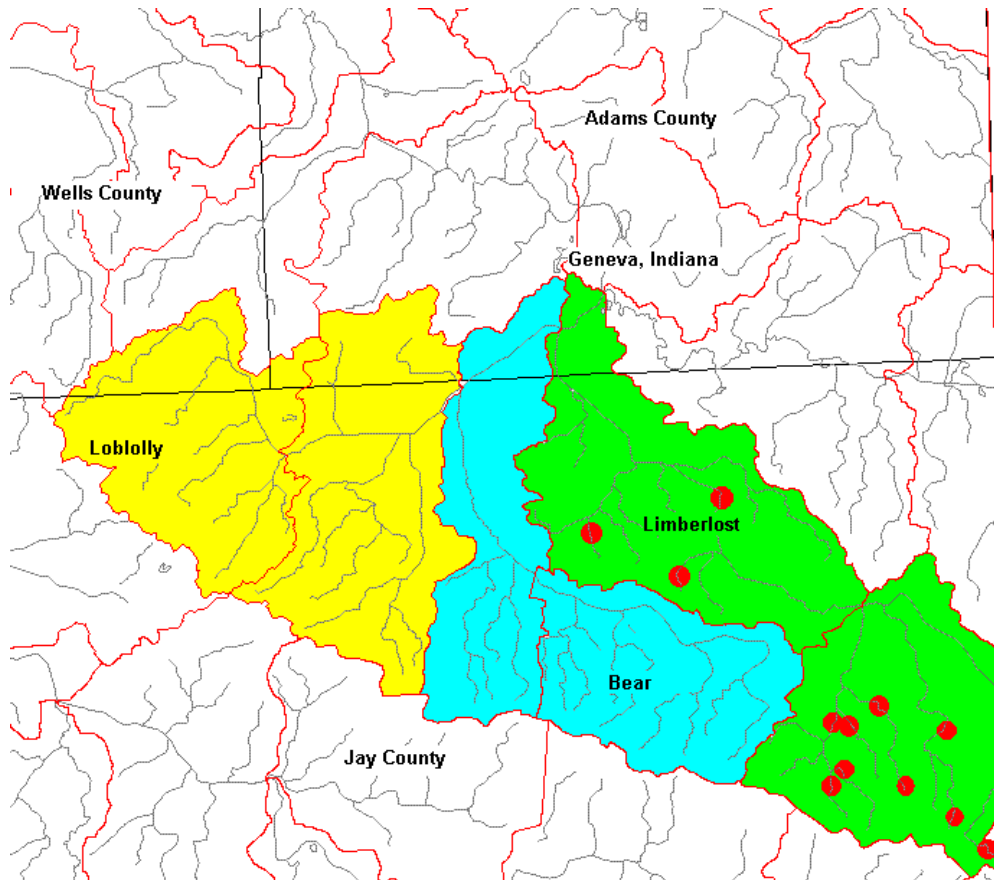 Adams County
Wells County
Geneva, Indiana
Loblolly
Limberlost
Bear
Jay County